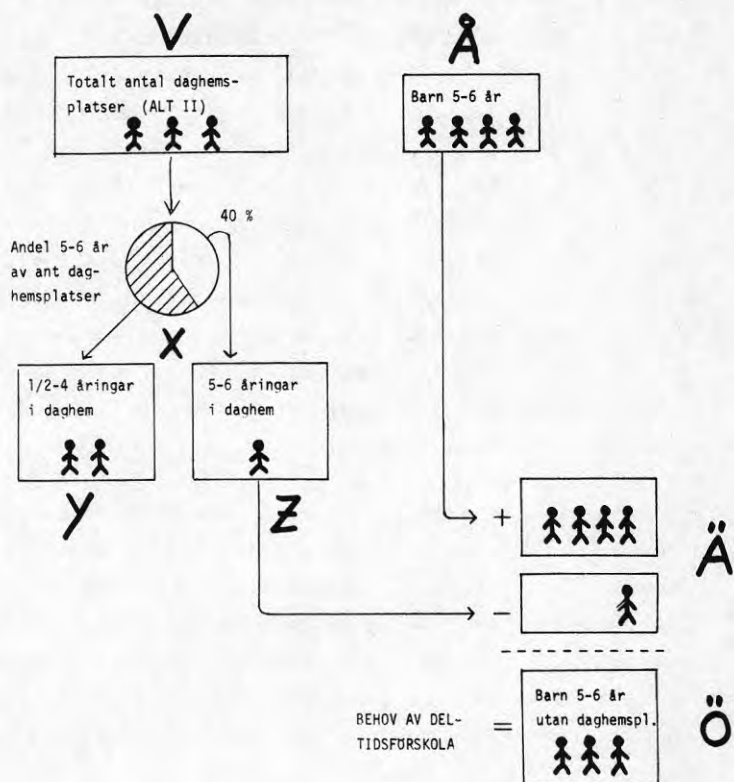 V
Totalt antal daghems-
platser (ALT II)
Å
Barn 5-6 år
40 %
Andel 5-6 år
av ant dag-
hemsplatser
X
1/2-4 åringar
i daghem
Y
5-6 åringar
i daghem
Z
+
Ä
-
BEHOV AV DEL-
TIDSFÖRSKOLA
=
Barn 5-6 år
utan daghemspl.
Ö